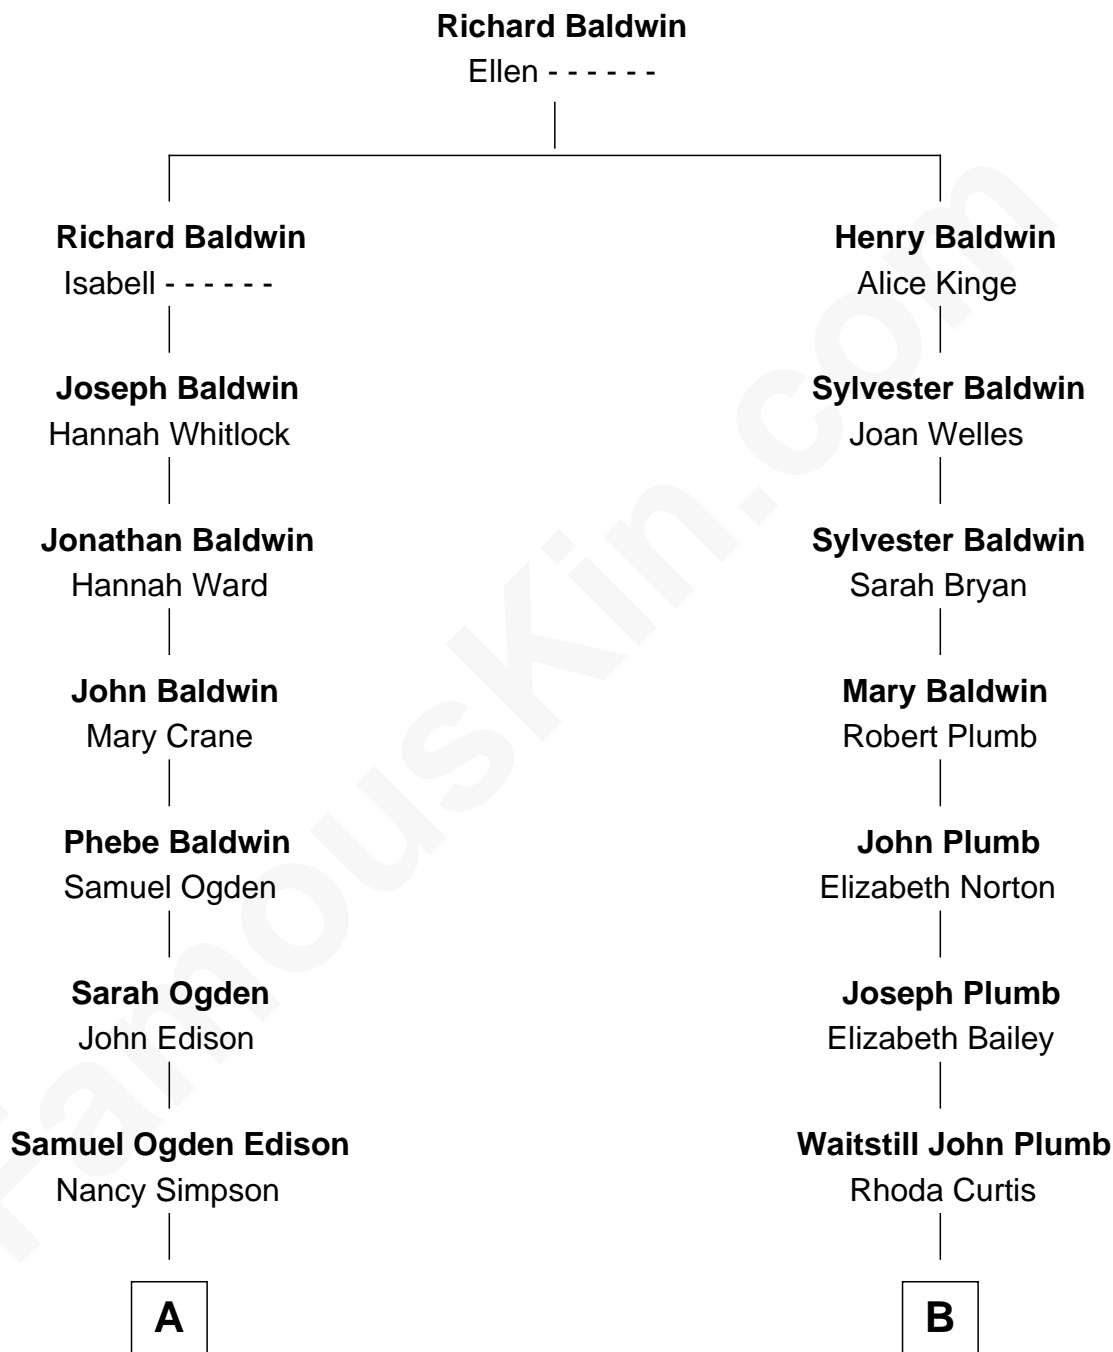 Richard Baldwin
Ellen - - - - - -
Richard Baldwin
Isabell - - - - - -
Joseph Baldwin
Hannah Whitlock
Jonathan Baldwin
Hannah Ward
John Baldwin
Mary Crane
Phebe Baldwin
Samuel Ogden
Sarah Ogden
John Edison
Samuel Ogden Edison
Nancy Simpson
A
Henry Baldwin
Alice Kinge
Sylvester Baldwin
Joan Welles
Sylvester Baldwin
Sarah Bryan
Mary Baldwin
Robert Plumb
John Plumb
Elizabeth Norton
Joseph Plumb
Elizabeth Bailey
Waitstill John Plumb
Rhoda Curtis
B
FamousKin.com